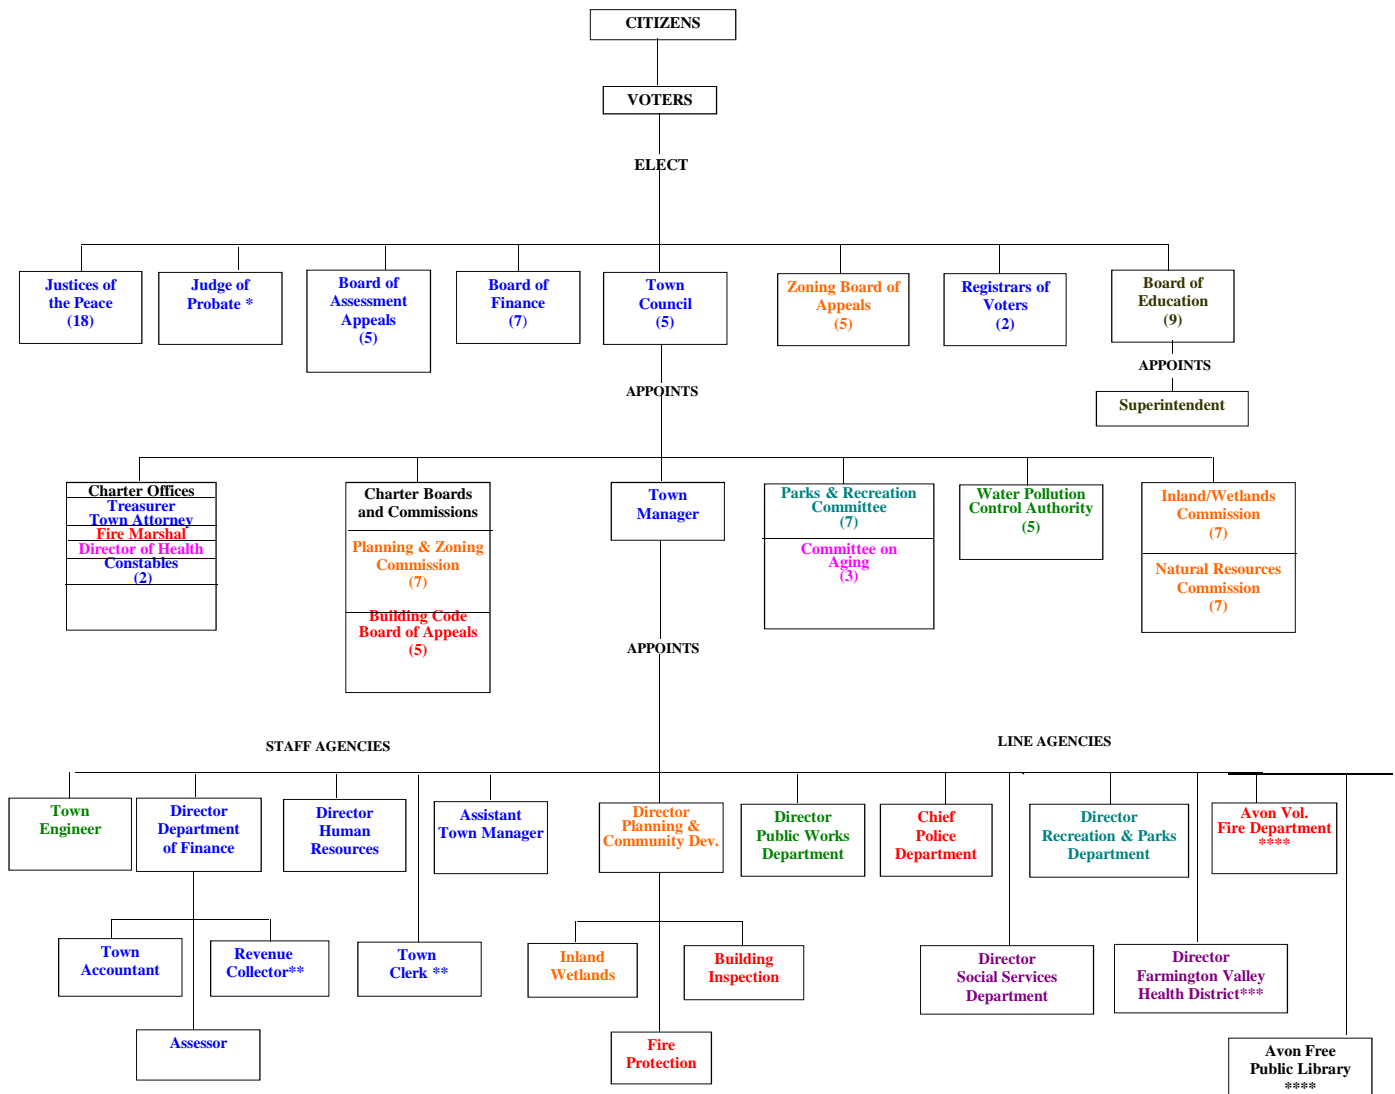 CITIZENS
VOTERS
ELECT
Justices of
the Peace
(18)
Judge of
Probate *
Board of
Assessment
Appeals
(5)
Board of
Finance
(7)
Town
Council
(5)
Zoning Board of
Appeals
(5)
Registrars of
Voters
(2)
Board of
Education
(9)
APPOINTS
Superintendent
APPOINTS
Charter Offices
Treasurer
Town Attorney
Fire Marshal
Director of Health
Constables
(2)
Charter Boards
and Commissions
Planning & Zoning
Commission
(7)
Building Code
Board of Appeals
(5)
Town
Manager
Parks & Recreation
Committee
(7)
Committee on
Aging
(3)
Water Pollution
Control Authority
(5)
Inland/Wetlands
Commission
(7)
Natural Resources
Commission
(7)
APPOINTS
STAFF AGENCIES
LINE AGENCIES
Town
Engineer
Director
Department
of Finance
Director
Human
Resources
Assistant
Town Manager
Director
Planning &
Community Dev.
Director
Public Works
Department
Chief
Police
Department
Director
Recreation & Parks
Department
Avon Vol.
Fire Department
****
Town
Accountant
Revenue
Collector**
Town
Clerk **
Inland
Wetlands
Building
Inspection
Director
Social Services
Department
Director
Farmington Valley
Health District***
Assessor
Fire
Protection
Avon Free
Public Library
****